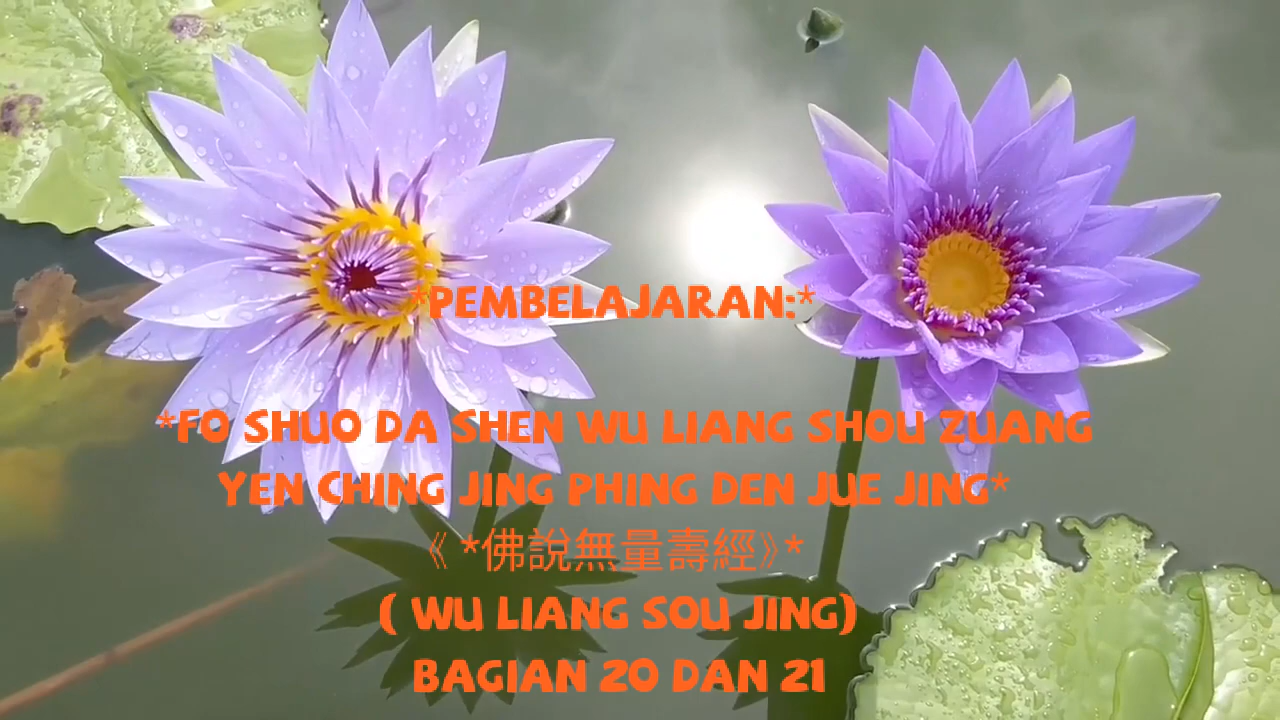 *PEMBELAJARAN:*
*FO SHUO DA SHEN WU LIANG SHOU ZUANG
YEN CHING JING PHING DEN JUE JING*
《 *佛說無量壽經》*
( WU LIANG SOU JING)
BAGIAN 20 DAN 21